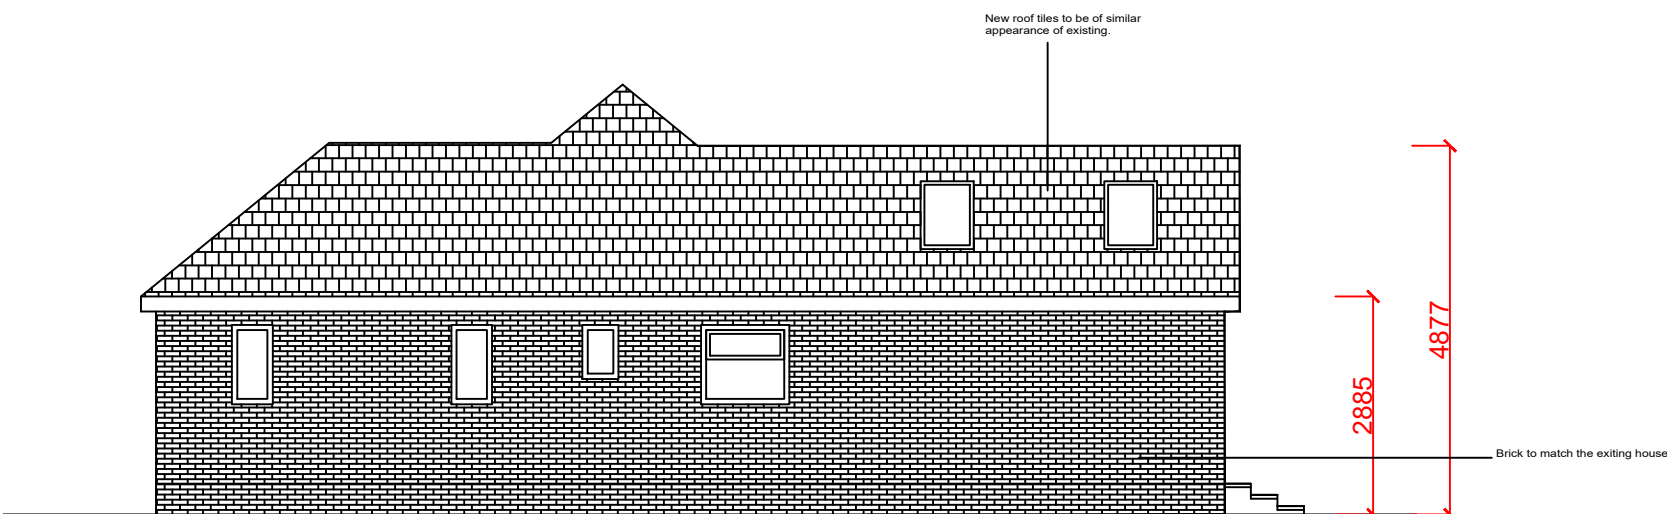 New roof tiles to be of similar
appearance of existing.
4877
2885
Brick to match the exiting house